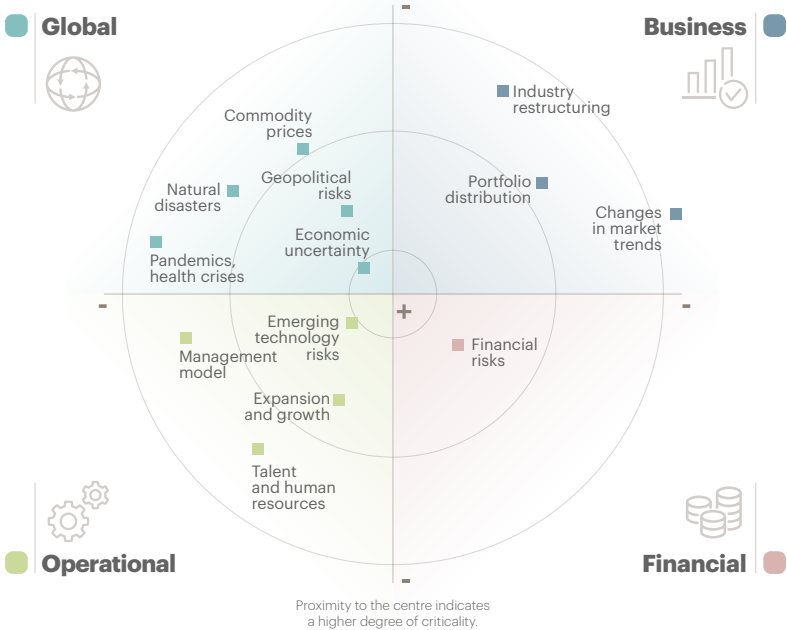 -
Global
Business
Industry
restructuring
Commodity
prices
Geopolitical
risks
Portfolio
distribution
Natural
disasters
Changes
in market
trends
Economic
uncertainty
Pandemics,
health crises
-
+
-
Emerging
technology
risks
Financial
risks
Management
model
Expansion
and growth
Talent
and human
resources
Operational
Financial
-
Proximity to the centre indicates
a higher degree of criticality.